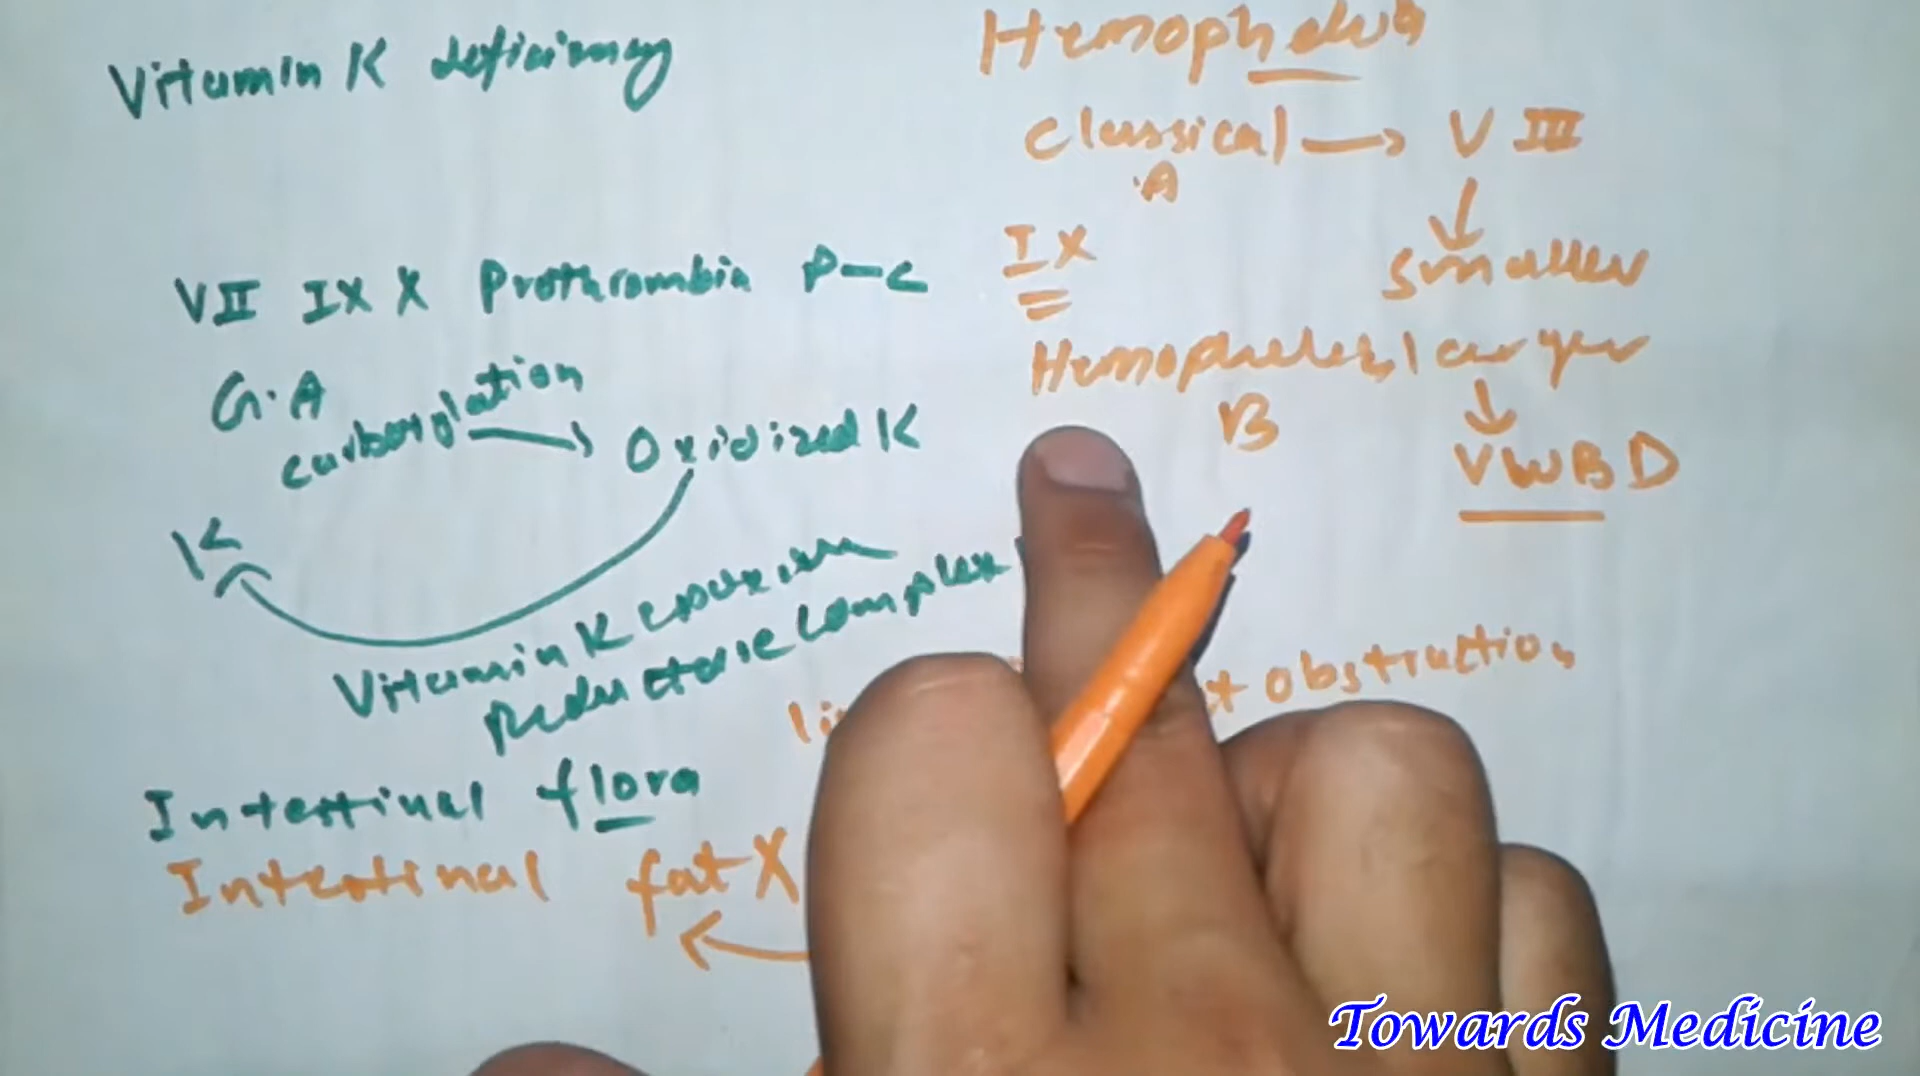 Vitamin K deficiency
VII IX X Prothrombin P-C
G.A
carboxylation → Oxidized K
K
Vitamin K epoxide
Reductase complex
Intestinal flora
Intestinal fat X
Hemophelia
Classical → VIII
A
IX
smaller
Hemophelia larger
B
VWBD
obstruction
Towards Medicine